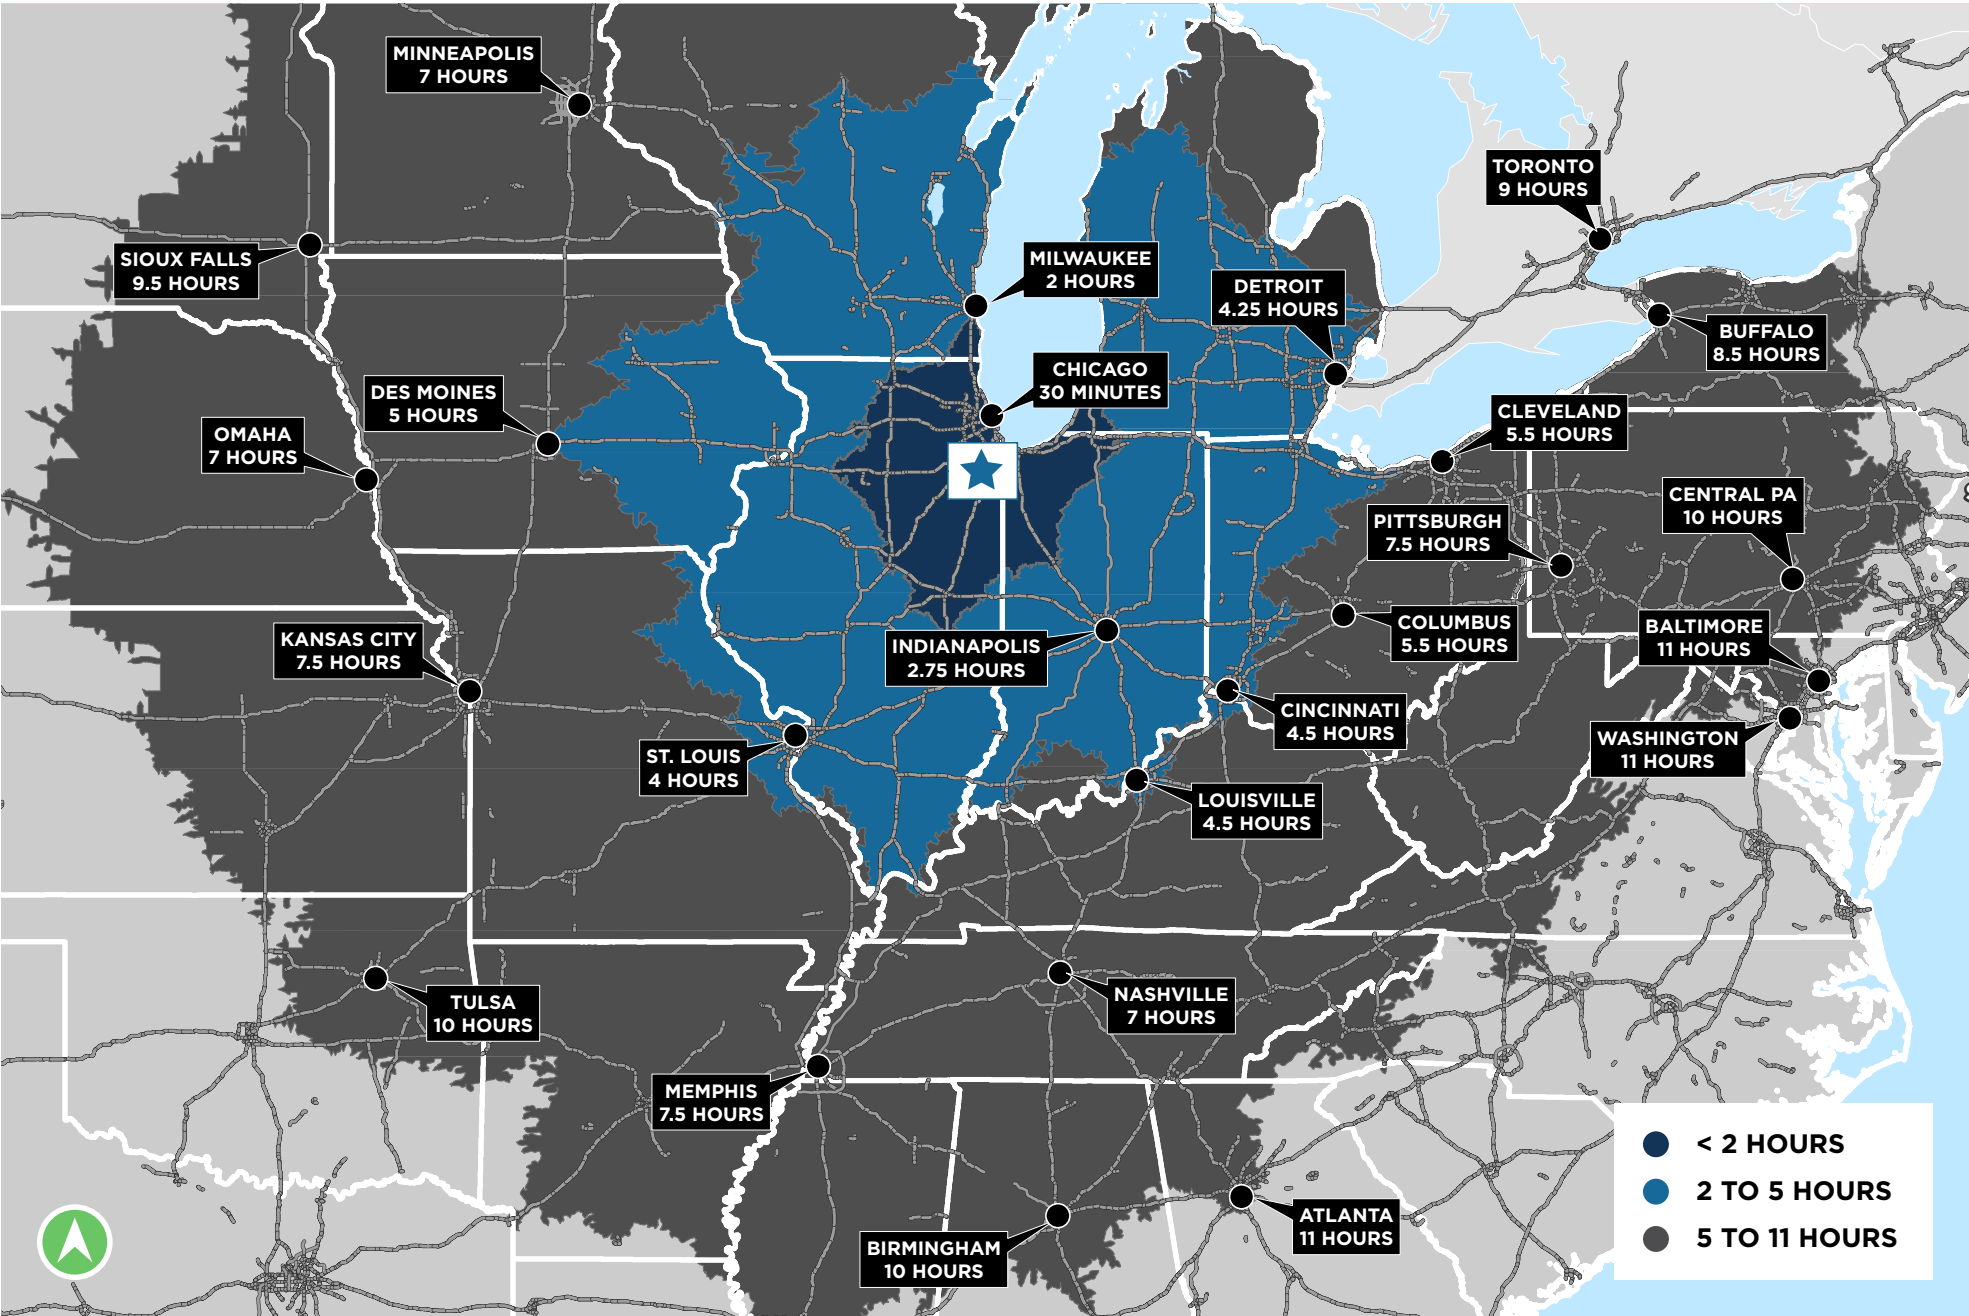 MINNEAPOLIS
7 HOURS
TORONTO
9 HOURS
SIOUX FALLS
9.5 HOURS
MILWAUKEE
2 HOURS
DETROIT
4.25 HOURS
BUFFALO
8.5 HOURS
CHICAGO
30 MINUTES
DES MOINES
5 HOURS
CLEVELAND
5.5 HOURS
OMAHA
7 HOURS
CENTRAL PA
10 HOURS
PITTSBURGH
7.5 HOURS
KANSAS CITY
7.5 HOURS
INDIANAPOLIS
2.75 HOURS
COLUMBUS
5.5 HOURS
BALTIMORE
11 HOURS
CINCINNATI
4.5 HOURS
WASHINGTON
11 HOURS
ST. LOUIS
4 HOURS
LOUISVILLE
4.5 HOURS
TULSA
10 HOURS
NASHVILLE
7 HOURS
MEMPHIS
7.5 HOURS
ATLANTA
11 HOURS
BIRMINGHAM
10 HOURS
< 2 HOURS
2 TO 5 HOURS
5 TO 11 HOURS